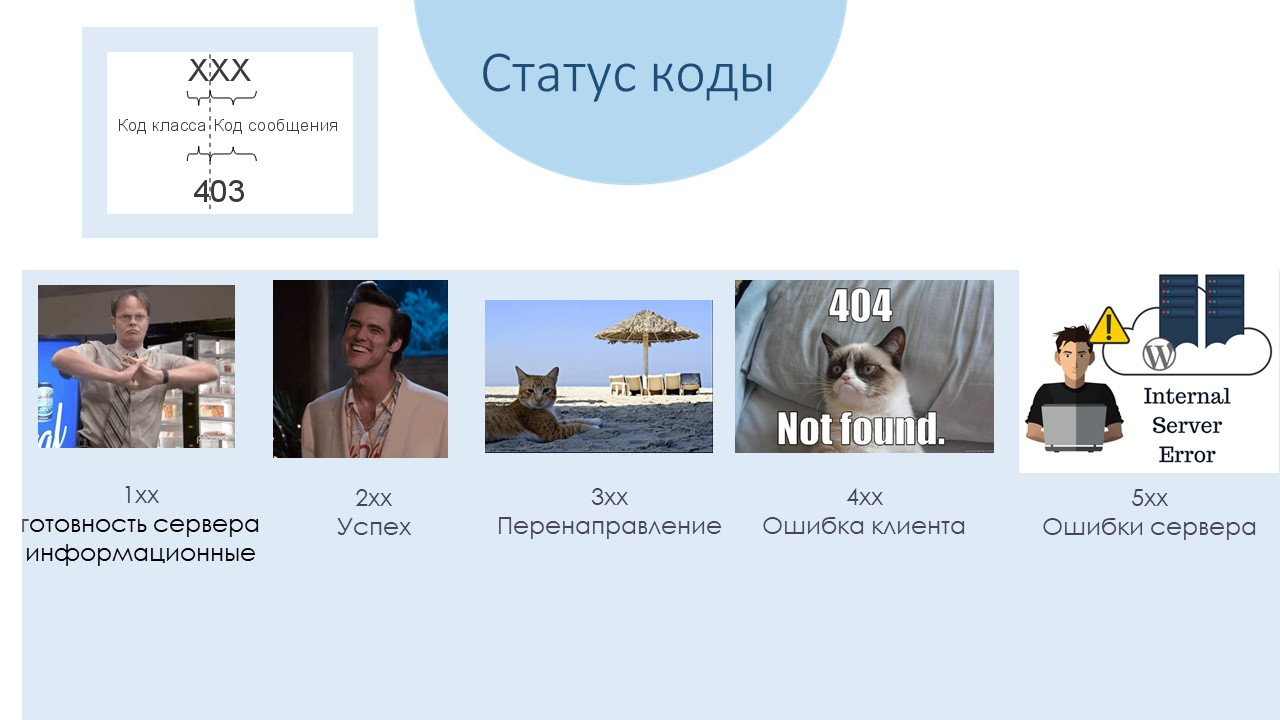 Статус коды
XXX
Код класса Код сообщения
403
404
Not found.
Internal
Server
Error
1xx
готовность сервера
информационные
2xx
Успех
3xx
Перенаправление
4xx
Ошибка клиента
5xx
Ошибки сервера